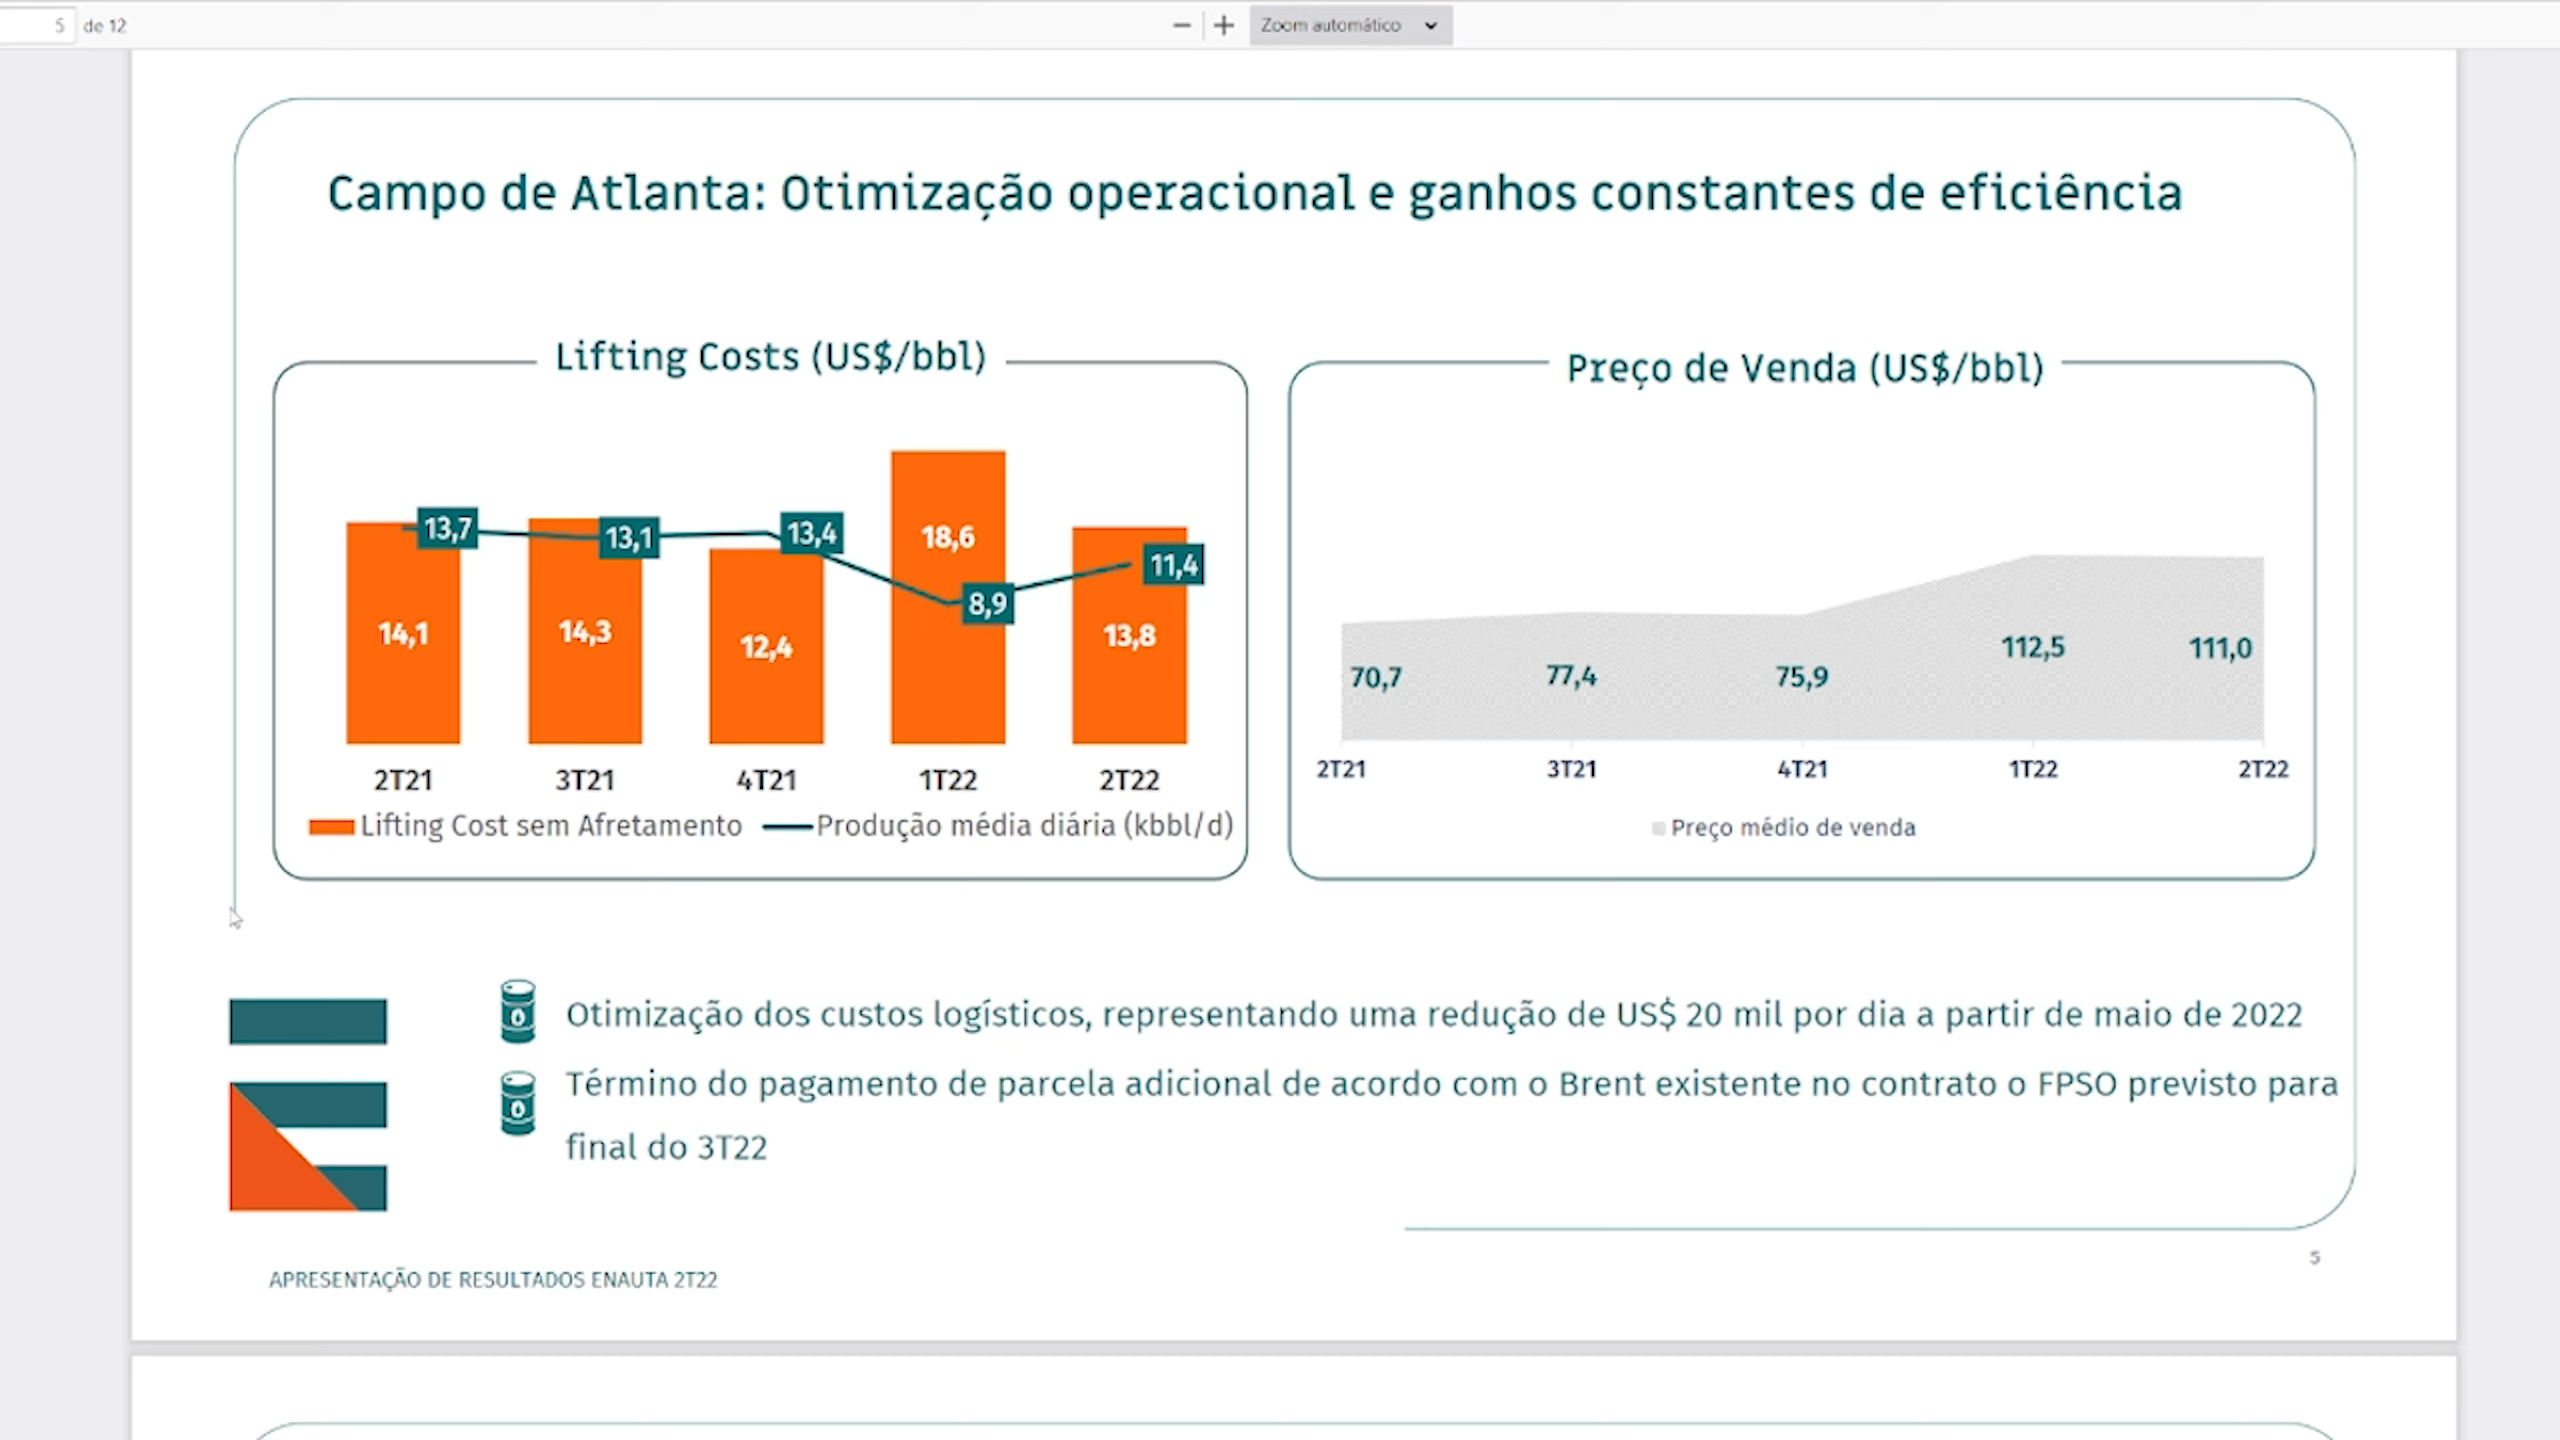 5 de 12
Zoom automático
Campo de Atlanta: Otimização operacional e ganhos constantes de eficiência
Lifting Costs (US$/bbl)
13,7
13,1
13,4
8,9
11,4
14,1
14,3
12,4
18,6
13,8
2T21 3T21 4T21 1T22 2T22
Lifting Cost sem Afretamento Produção média diária (kbbl/d)
Preço de Venda (US$/bbl)
70,7 77,4 75,9 112,5 111,0
2T21 3T21 4T21 1T22 2T22
Preço médio de venda
Otimização dos custos logísticos, representando uma redução de US$ 20 mil por dia a partir de maio de 2022
Término do pagamento de parcela adicional de acordo com o Brent existente no contrato o FPSO previsto para
final do 3T22
5
APRESENTAÇÃO DE RESULTADOS ENAUTA 2T22